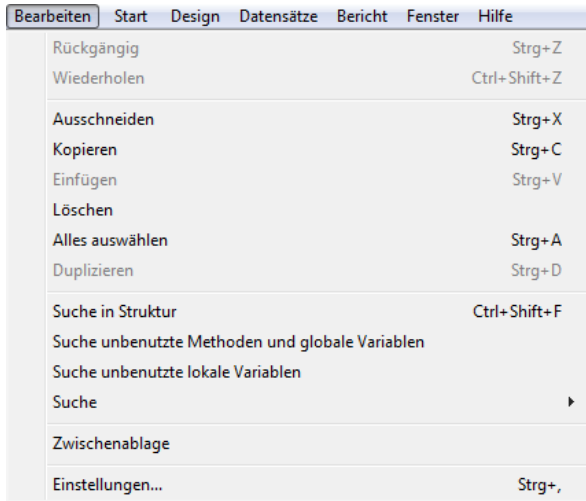 Bearbeiten Start Design Datensätze Bericht Fenster Hilfe
Rückgängig Strg+Z
Wiederholen Ctrl+Shift+Z
Ausschneiden Strg+X
Kopieren Strg+C
Einfügen Strg+V
Löschen
Alles auswählen Strg+A
Duplizieren Strg+D
Suche in Struktur Ctrl+Shift+F
Suche unbenutzte Methoden und globale Variablen
Suche unbenutzte lokale Variablen
Suche
Zwischenablage
Einstellungen... Strg+,